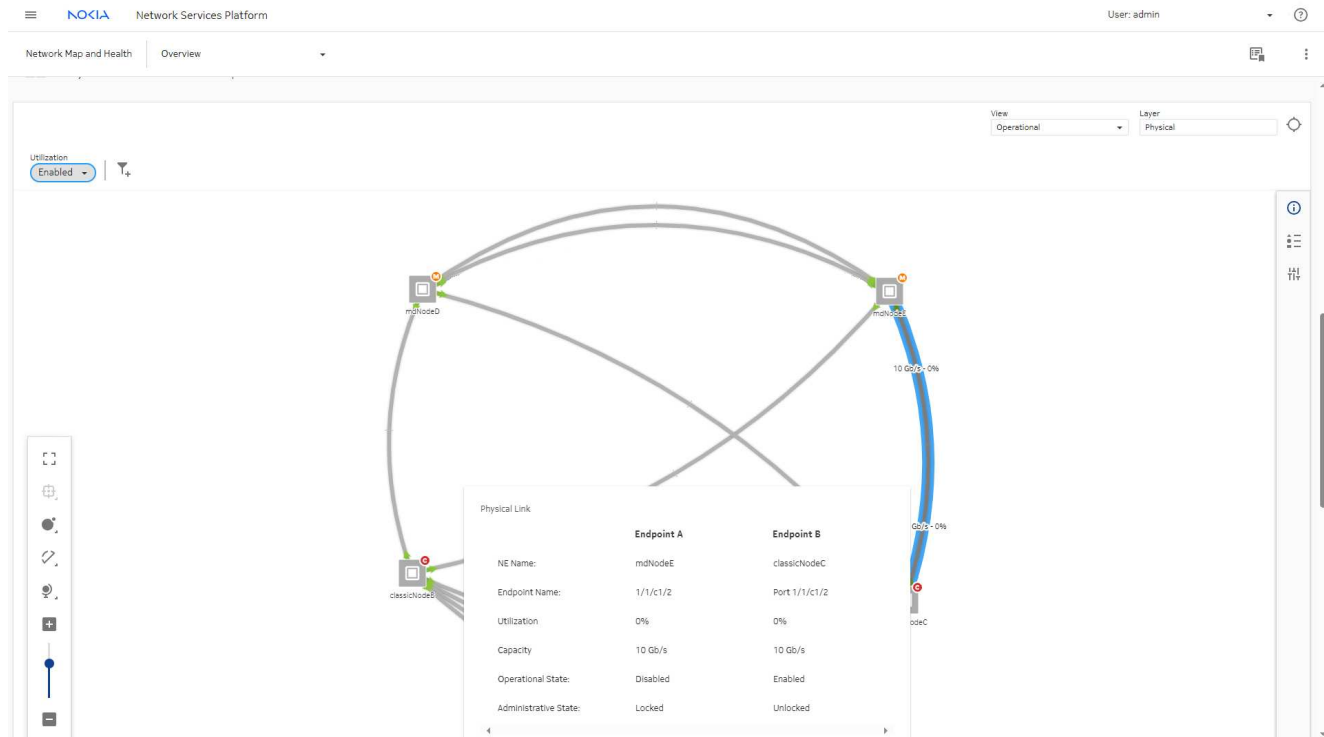 NOKIA Network Services Platform User: admin
Network Map and Health Overview
View Layer
Operational Physical
Utilization
Enabled
M M
mdNodeD mdNodeE
10 Gb/s - 0%
Gb/s - 0%
C C
classicNodeB odeC
Physical Link
Endpoint A Endpoint B
NE Name: mdNodeE classicNodeC
Endpoint Name: 1/1/c1/2 Port 1/1/c1/2
Utilization 0% 0%
Capacity 10 Gb/s 10 Gb/s
Operational State: Disabled Enabled
Administrative State: Locked Unlocked